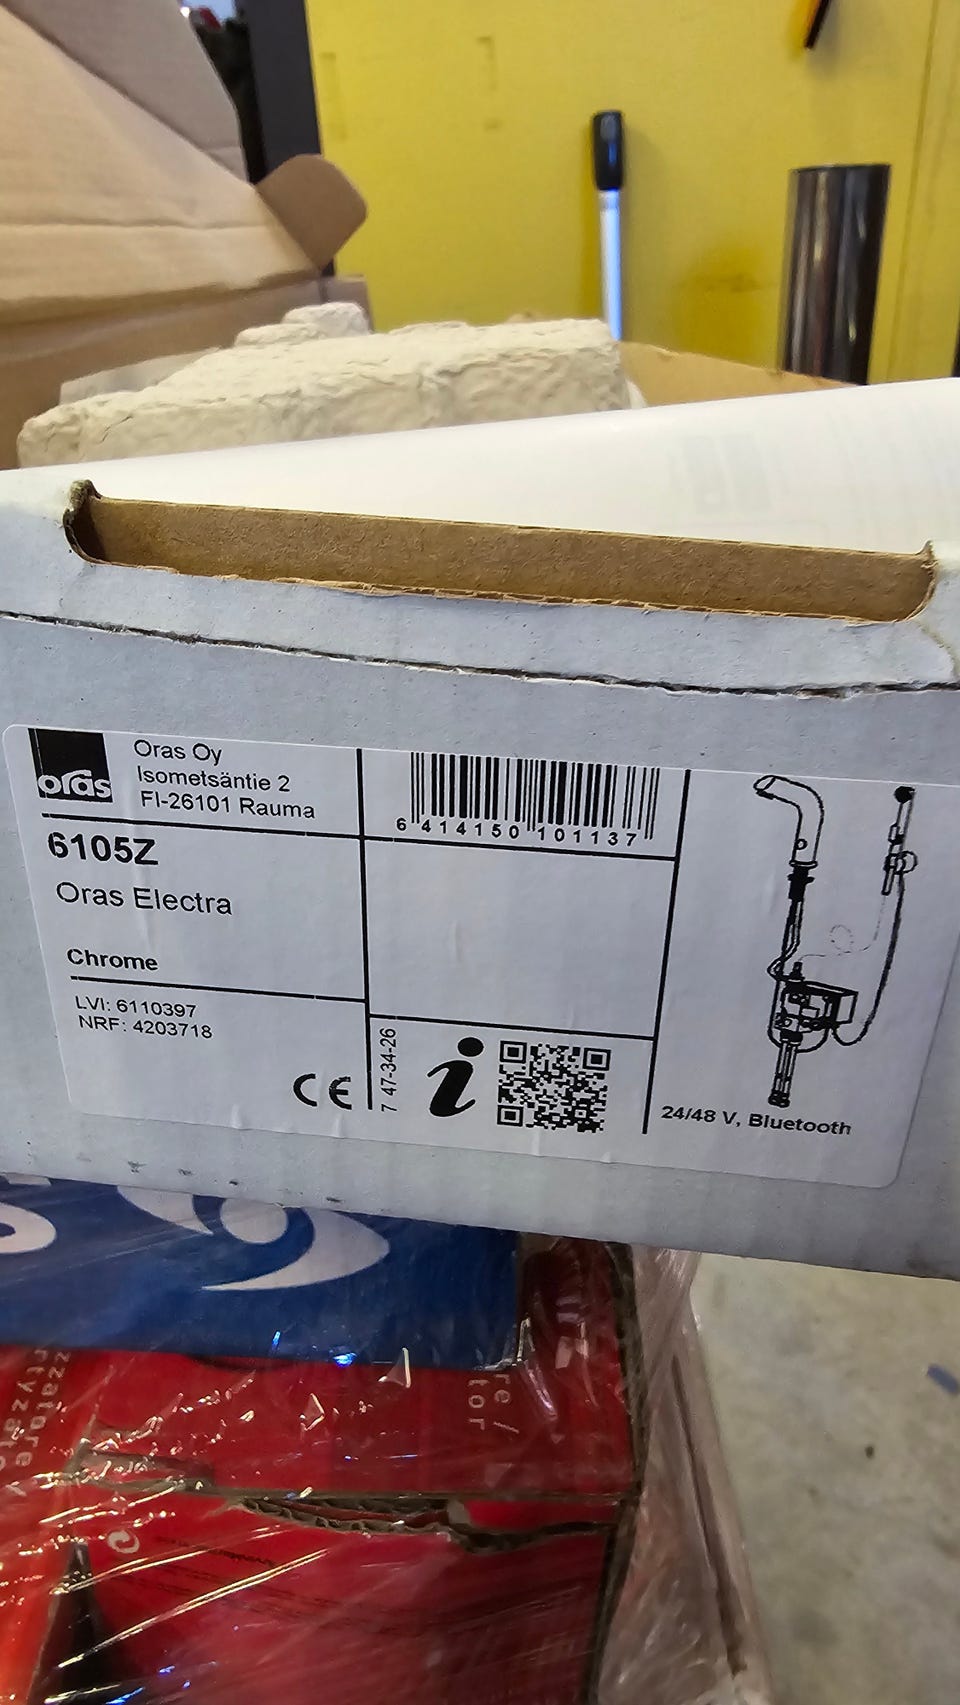 oras
Oras Oy
Isometsäntie 2
FI-26101 Rauma
6 414150 101137
6105Z
Oras Electra
Chrome
LVI: 6110397
NRF: 4203718
CE
7 47-34-26
i
24/48 V, Bluetooth